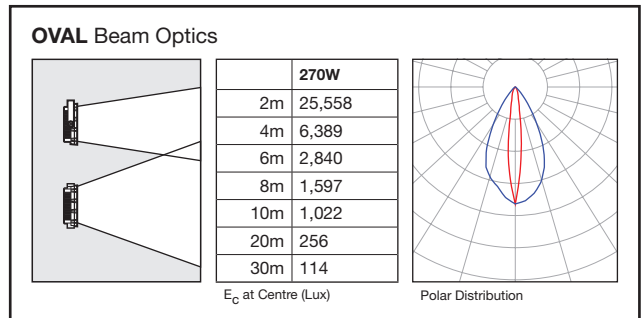 OVAL Beam Optics
270W
2m 25,558
4m 6,389
6m 2,840
8m 1,597
10m 1,022
20m 256
30m 114
EC at Centre (Lux)
Polar Distribution